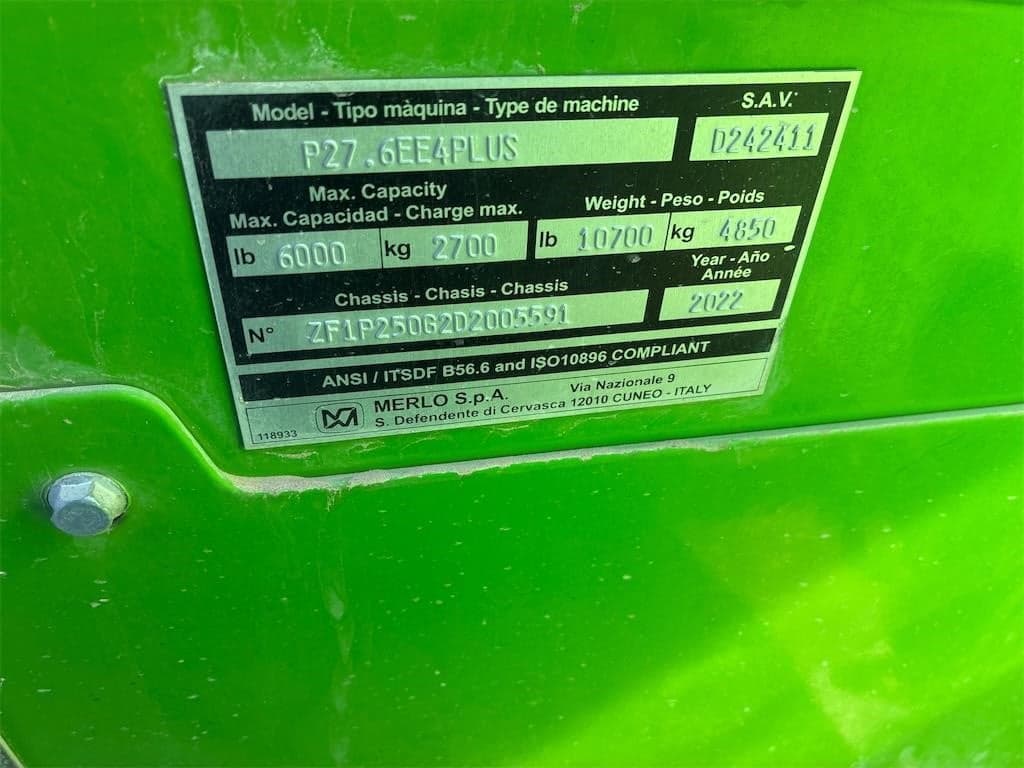 Model - Tipo màquina - Type de machine S.A.V.
P27.6EE4PLUS D242411
Max. Capacity
Max. Capacidad - Charge max. Weight - Peso - Poids
lb 6000 kg 2700 lb 10700 kg 4850
Year - Año
Année
Chassis - Chasis - Chassis 2022
N° ZF1P250G2D2005591
ANSI / ITSDF B56.6 and ISO10896 COMPLIANT
MERLO S.p.A. Via Nazionale 9
S. Defendente di Cervasca 12010 CUNEO - ITALY
118933